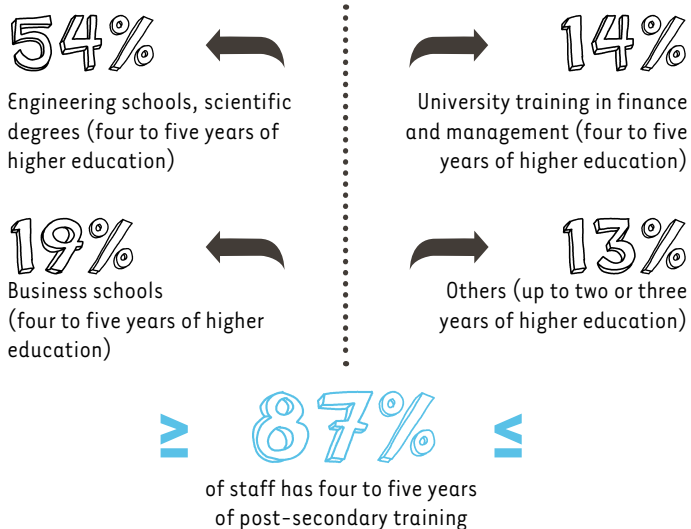 54%
Engineering schools, scientific
degrees (four to five years of
higher education)
14%
University training in finance
and management (four to five
years of higher education)
19%
Business schools
(four to five years of higher
education)
13%
Others (up to two or three
years of higher education)
≥ 87% ≤
of staff has four to five years
of post-secondary training